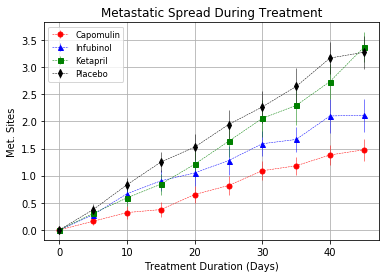 Metastatic Spread During Treatment
Capomulin
Infubinol
Ketapril
Placebo
3.5
3.0
2.5
2.0
1.5
1.0
0.5
0.0
Met. Sites
0
10
20
30
40
Treatment Duration (Days)